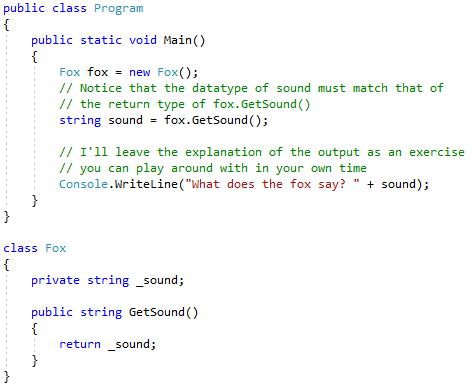 public class Program
{
    public static void Main()
    {
        Fox fox = new Fox();
        // Notice that the datatype of sound must match that of
        // the return type of fox.GetSound()
        string sound = fox.GetSound();

        // I'll leave the explanation of the output as an exercise
        // you can play around with in your own time
        Console.WriteLine("What does the fox say? " + sound);
    }
}

class Fox
{
    private string _sound;

    public string GetSound()
    {
        return _sound;
    }
}